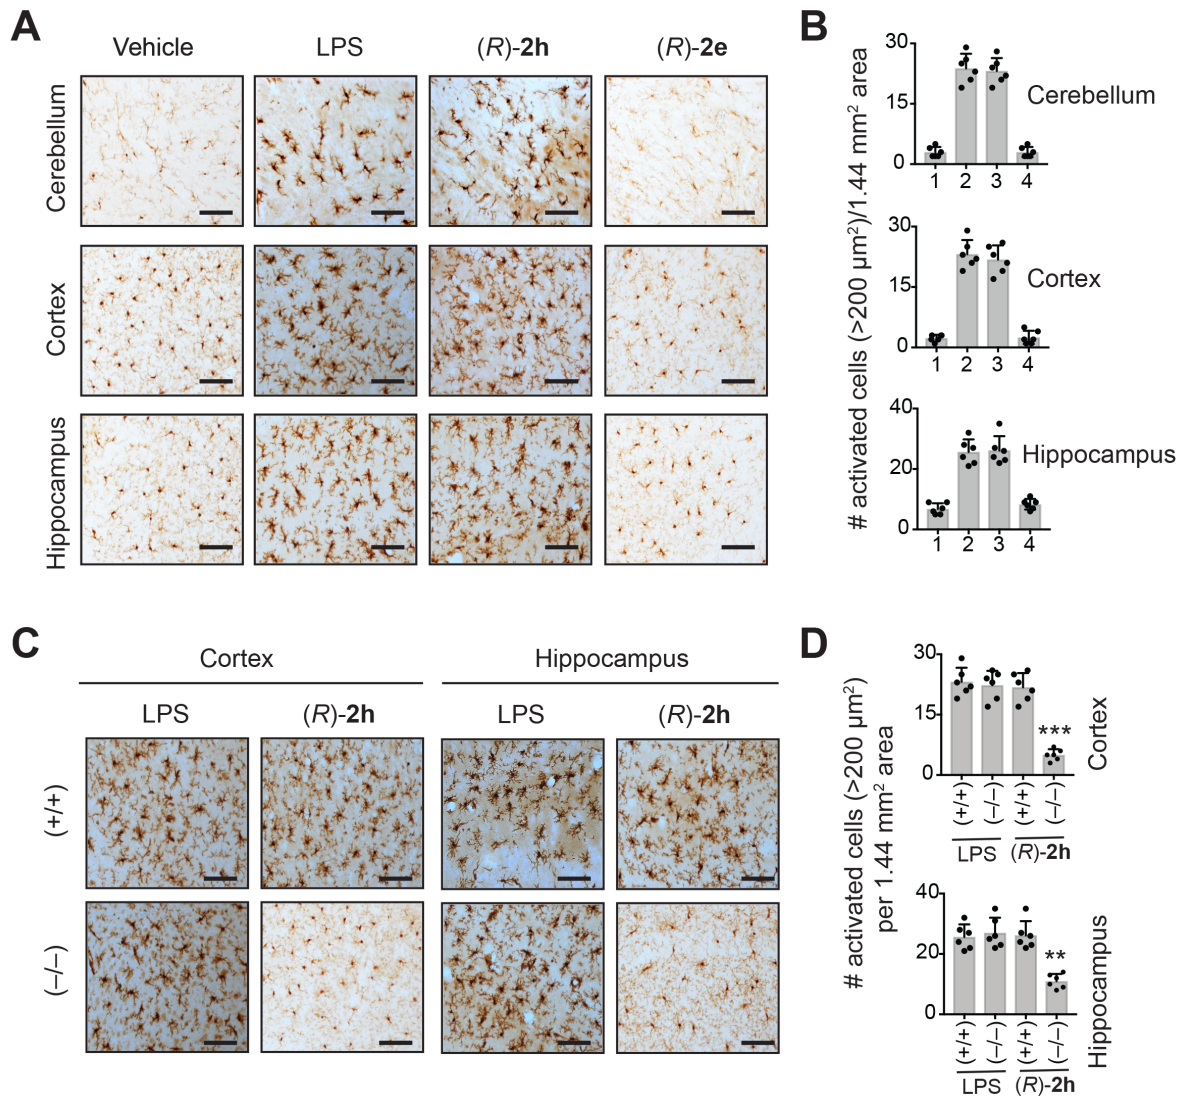 A
Vehicle LPS (R)-2h (R)-2e
Cerebellum
Cortex
Hippocampus
B
# activated cells (>200 µm²)/1.44 mm² area
30
15
0
1 2 3 4
Cerebellum
30
15
0
1 2 3 4
Cortex
40
20
0
1 2 3 4
Hippocampus
C
Cortex Hippocampus
LPS (R)-2h LPS (R)-2h
(+/+)
(–/–)
D
# activated cells (>200 µm²)
per 1.44 mm² area
30
15
0
***
(+/+) (–/–) (+/+) (–/–)
LPS (R)-2h
Cortex
40
20
0
**
(+/+) (–/–) (+/+) (–/–)
LPS (R)-2h
Hippocampus